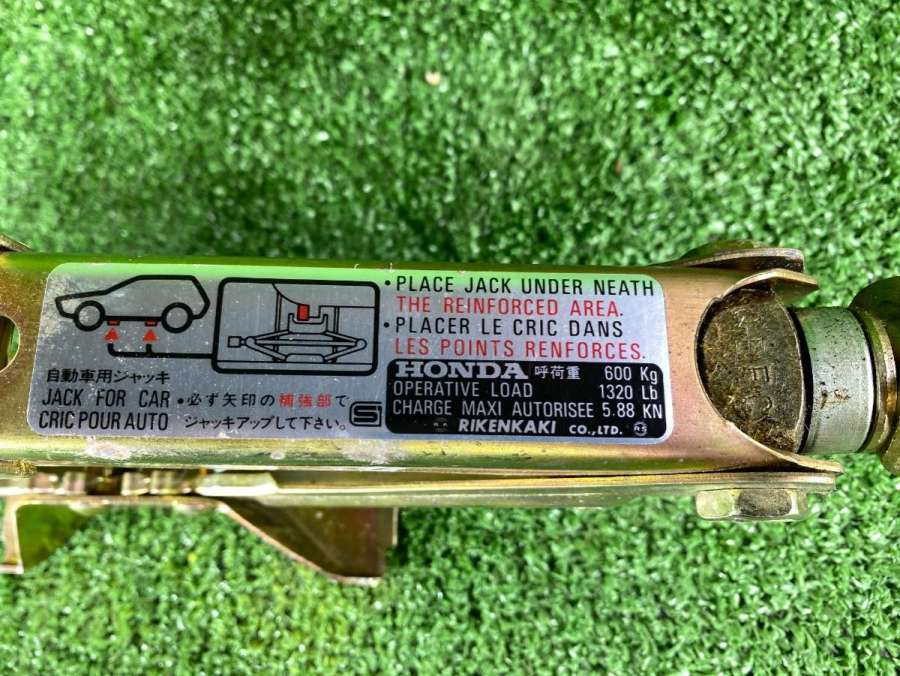 • PLACE JACK UNDER NEATH
THE REINFORCED AREA.
• PLACER LE CRIC DANS
LES POINTS RENFORCES.
自動車用ジャッキ
JACK FOR CAR
CRIC POUR AUTO
•必ず矢印の補強部で
ジャッキアップして下さい。
HONDA 呼荷重 600 Kg
OPERATIVE LOAD 1320 Lb
CHARGE MAXI AUTORISEE 5.88 KN
RIKENKAKI CO.,LTD.